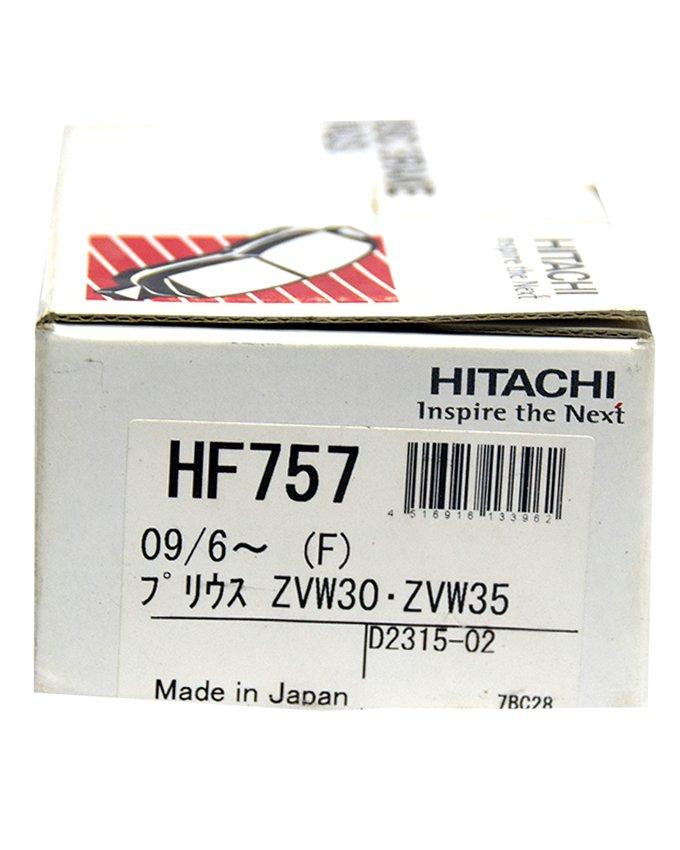 HITACHI
Inspire the Next
HITACHI
Inspire the Next
HF757
4 516916 133962
09/6～ (F)
プリウス ZVW30・ZVW35
D2315-02
Made in Japan
7BC28